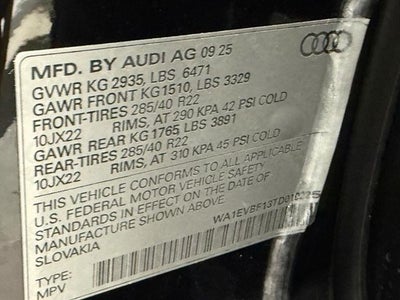 MFD. BY AUDI AG 09.25
GVWR KG 2935, LBS 6471
GAWR FRONT KG1510, LBS 3329
FRONT-TIRES 285/40 R22
10JX22 RIMS, AT 290 KPA 42 PSI COLD
GAWR REAR KG 1765, LBS 3891
REAR-TIRES 285/40 R22
10JX22 RIMS, AT 310 KPA 45 PSI COLD
THIS VEHICLE CONFORMS TO ALL APPLICABLE
U.S. FEDERAL MOTOR VEHICLE SAFETY
STANDARDS IN EFFECT ON THE DATE OF
MANUFACTURE SHOWN ABOVE.
SLOVAKIA
TYPE:
MPV